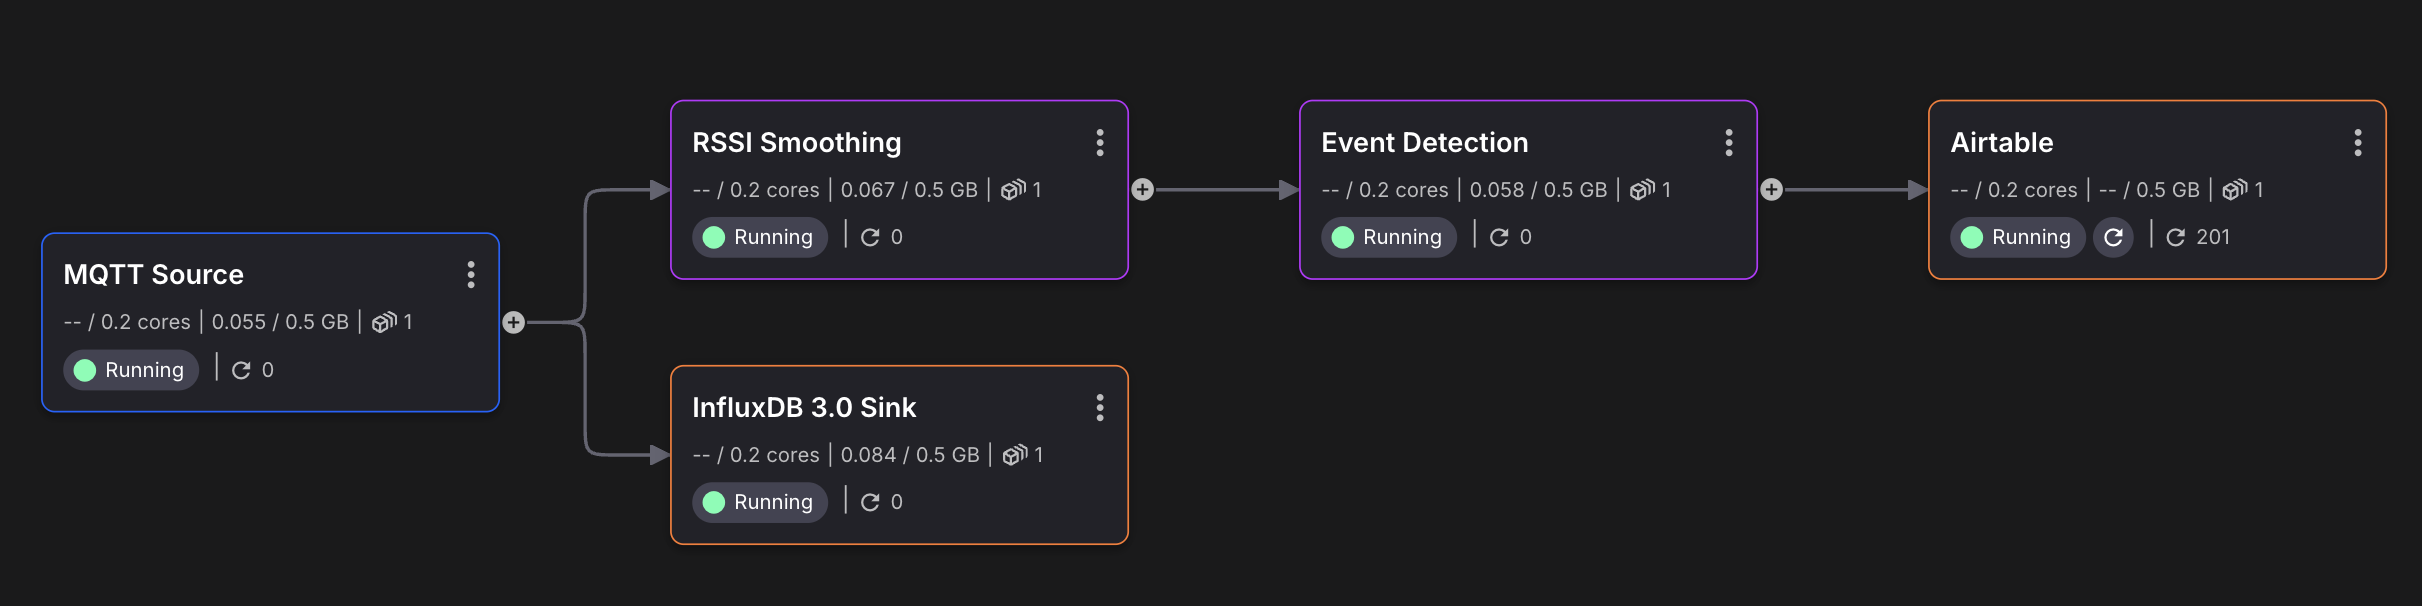 MQTT Source
-- / 0.2 cores | 0.055 / 0.5 GB | 1
Running | 0
RSSI Smoothing
-- / 0.2 cores | 0.067 / 0.5 GB | 1
Running | 0
InfluxDB 3.0 Sink
-- / 0.2 cores | 0.084 / 0.5 GB | 1
Running | 0
Event Detection
-- / 0.2 cores | 0.058 / 0.5 GB | 1
Running | 0
Airtable
-- / 0.2 cores | -- / 0.5 GB | 1
Running | 201